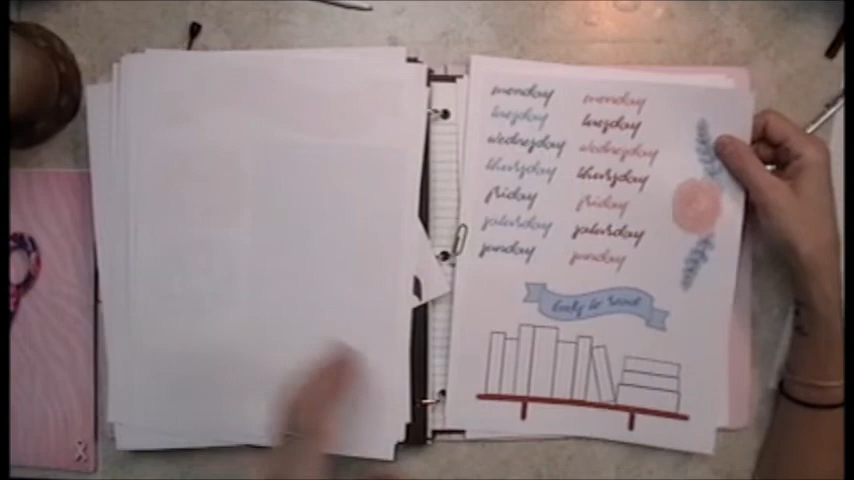 monday monday
tuesday tuesday
wednesday wednesday
thursday thursday
friday friday
saturday saturday
sunday sunday